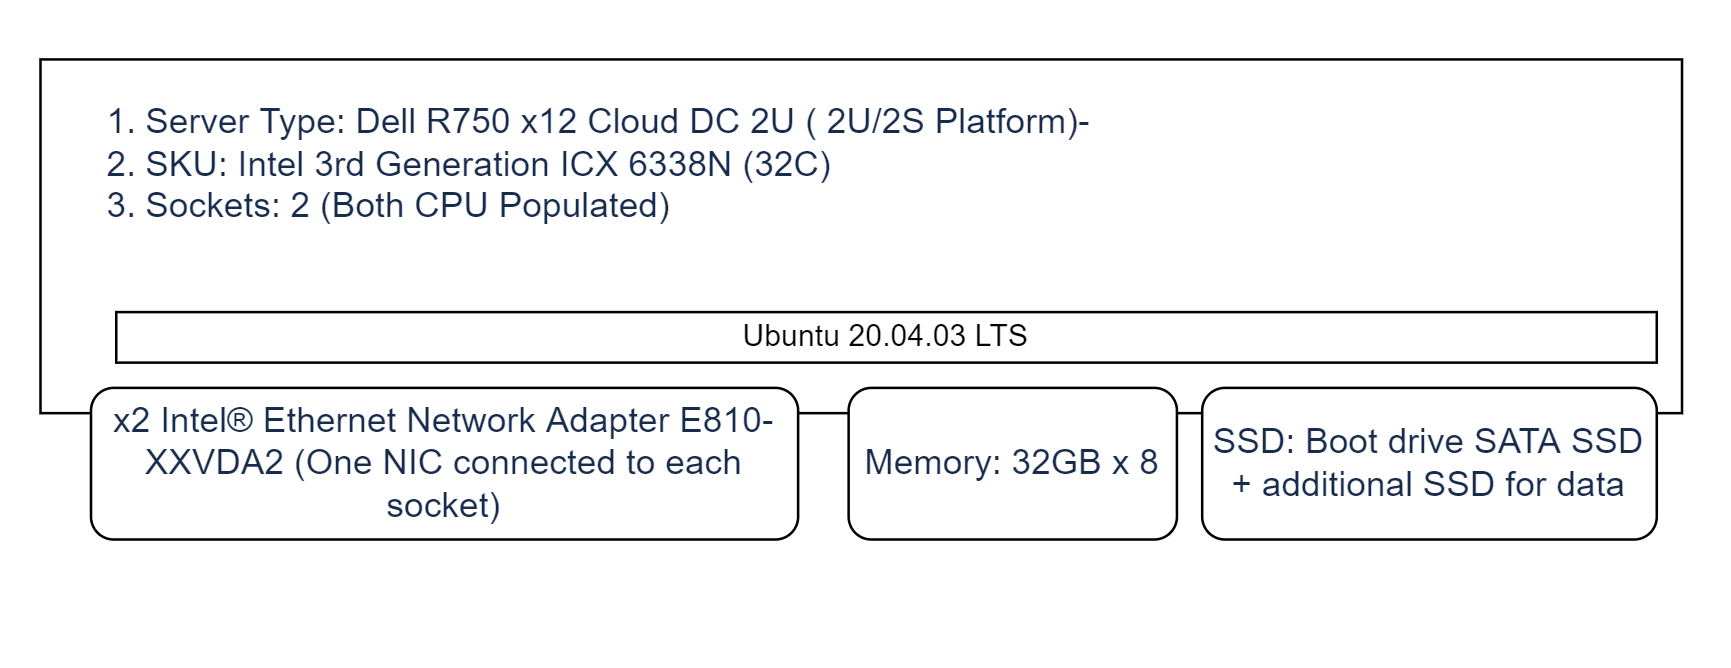 1. Server Type: Dell R750 x12 Cloud DC 2U ( 2U/2S Platform)-
2. SKU: Intel 3rd Generation ICX 6338N (32C)
3. Sockets: 2 (Both CPU Populated)
Ubuntu 20.04.03 LTS
x2 Intel® Ethernet Network Adapter E810-
XXVDA2 (One NIC connected to each
socket)
Memory: 32GB x 8
SSD: Boot drive SATA SSD
+ additional SSD for data